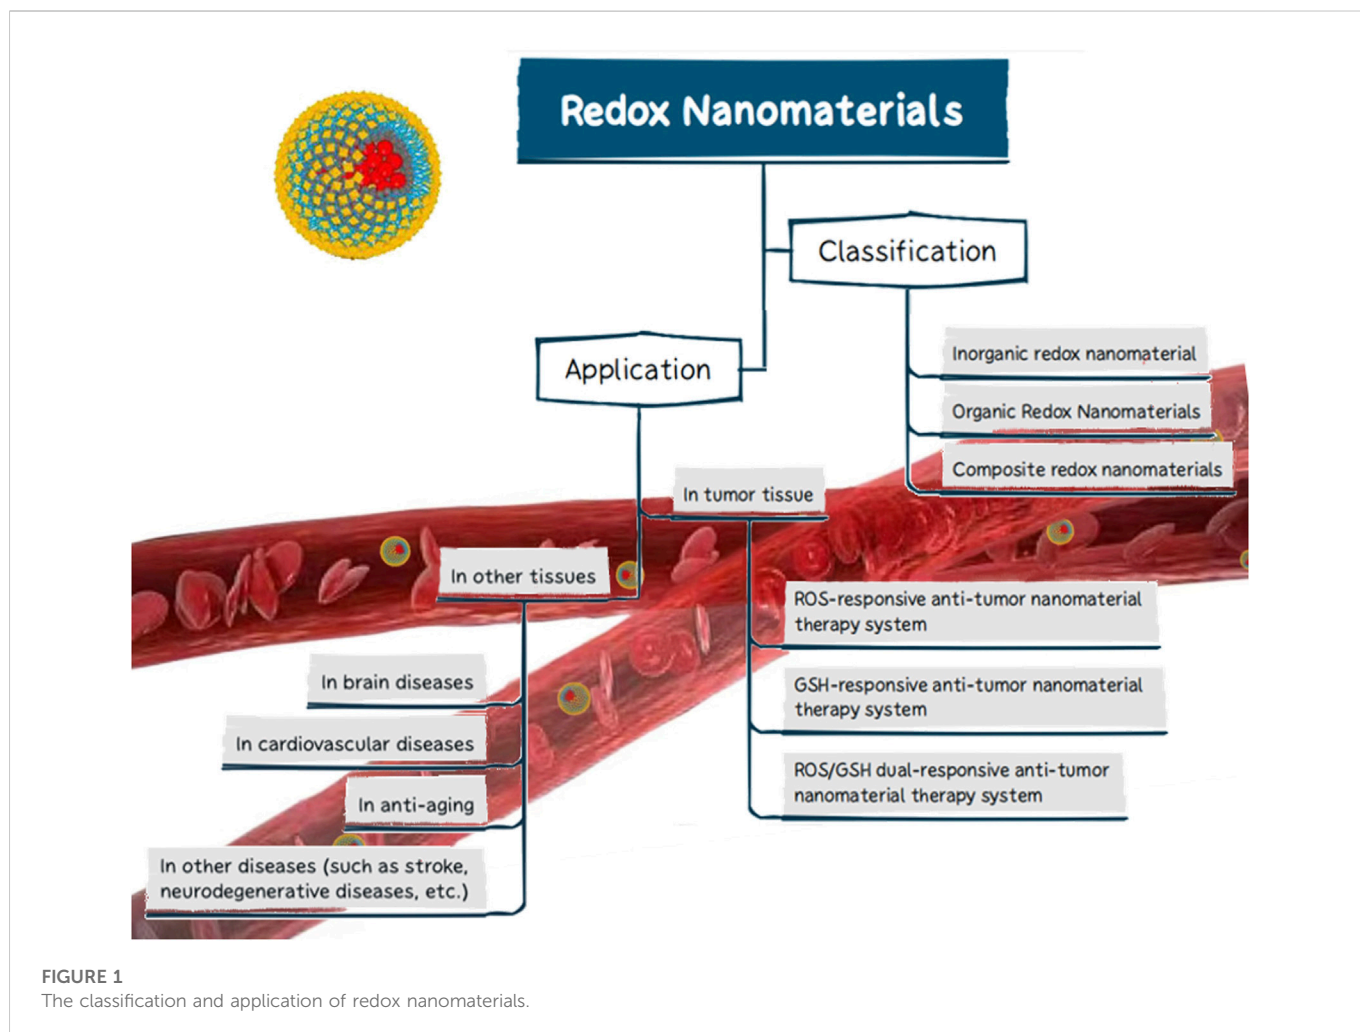 Redox Nanomaterials
Classification
Inorganic redox nanomaterial
Organic Redox Nanomaterials
Composite redox nanomaterials
Application
In tumor tissue
ROS-responsive anti-tumor nanomaterial
therapy system
GSH-responsive anti-tumor nanomaterial
therapy system
ROS/GSH dual-responsive anti-tumor
nanomaterial therapy system
In other tissues
In brain diseases
In cardiovascular diseases
In anti-aging
In other diseases (such as stroke,
neurodegenerative diseases, etc.)
FIGURE 1
The classification and application of redox nanomaterials.